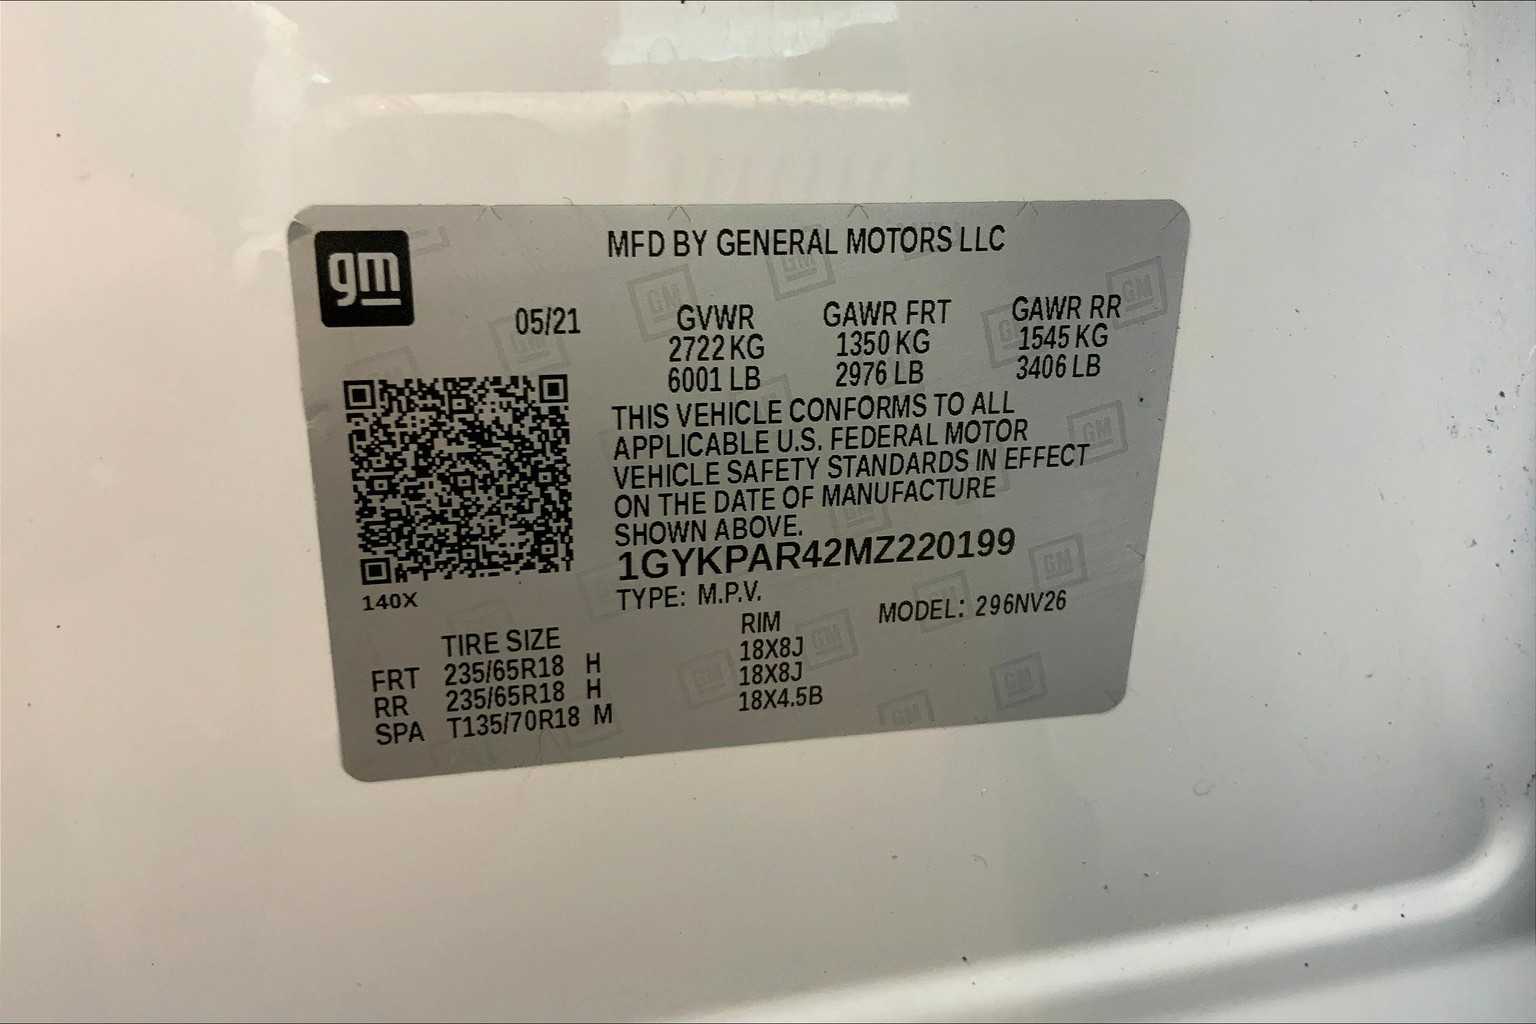 gm
MFD BY GENERAL MOTORS LLC
05/21 GVWR GAWR FRT GAWR RR
2722 KG 1350 KG 1545 KG
6001 LB 2976 LB 3406 LB
THIS VEHICLE CONFORMS TO ALL
APPLICABLE U.S. FEDERAL MOTOR
VEHICLE SAFETY STANDARDS IN EFFECT
ON THE DATE OF MANUFACTURE
SHOWN ABOVE.
1GYKPAR42MZ220199
140X
TYPE: M.P.V. MODEL: 296NV26
TIRE SIZE RIM
FRT 235/65R18 H 18X8J
RR 235/65R18 H 18X8J
SPA T135/70R18 M 18X4.5B